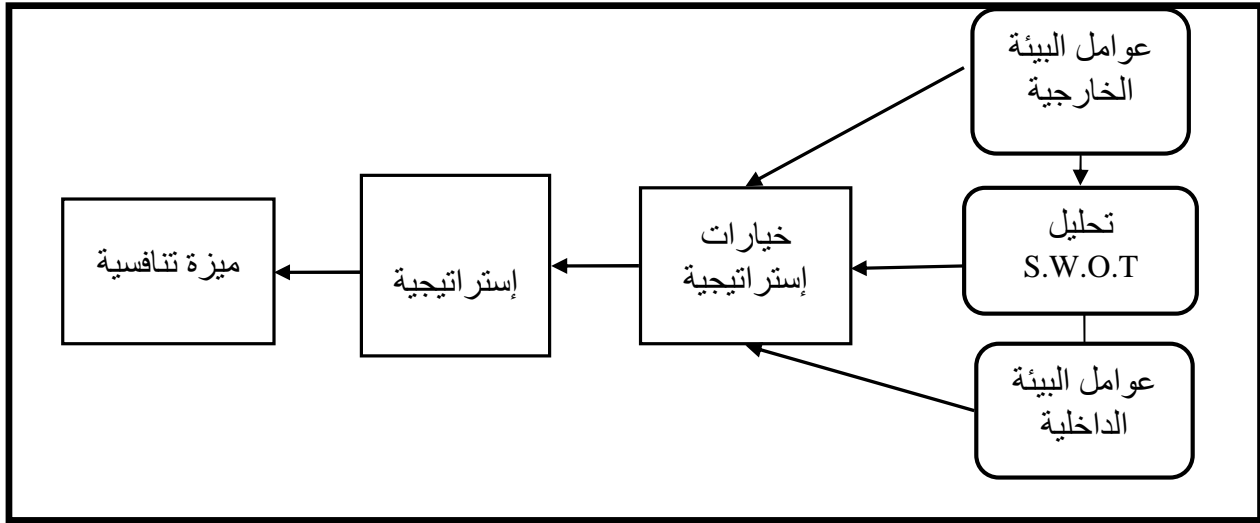 عوامل البيئة
الخارجية
تحليل
S.W.O.T
عوامل البيئة
الداخلية
خيارات
إستراتيجية
إستراتيجية
ميزة تنافسية